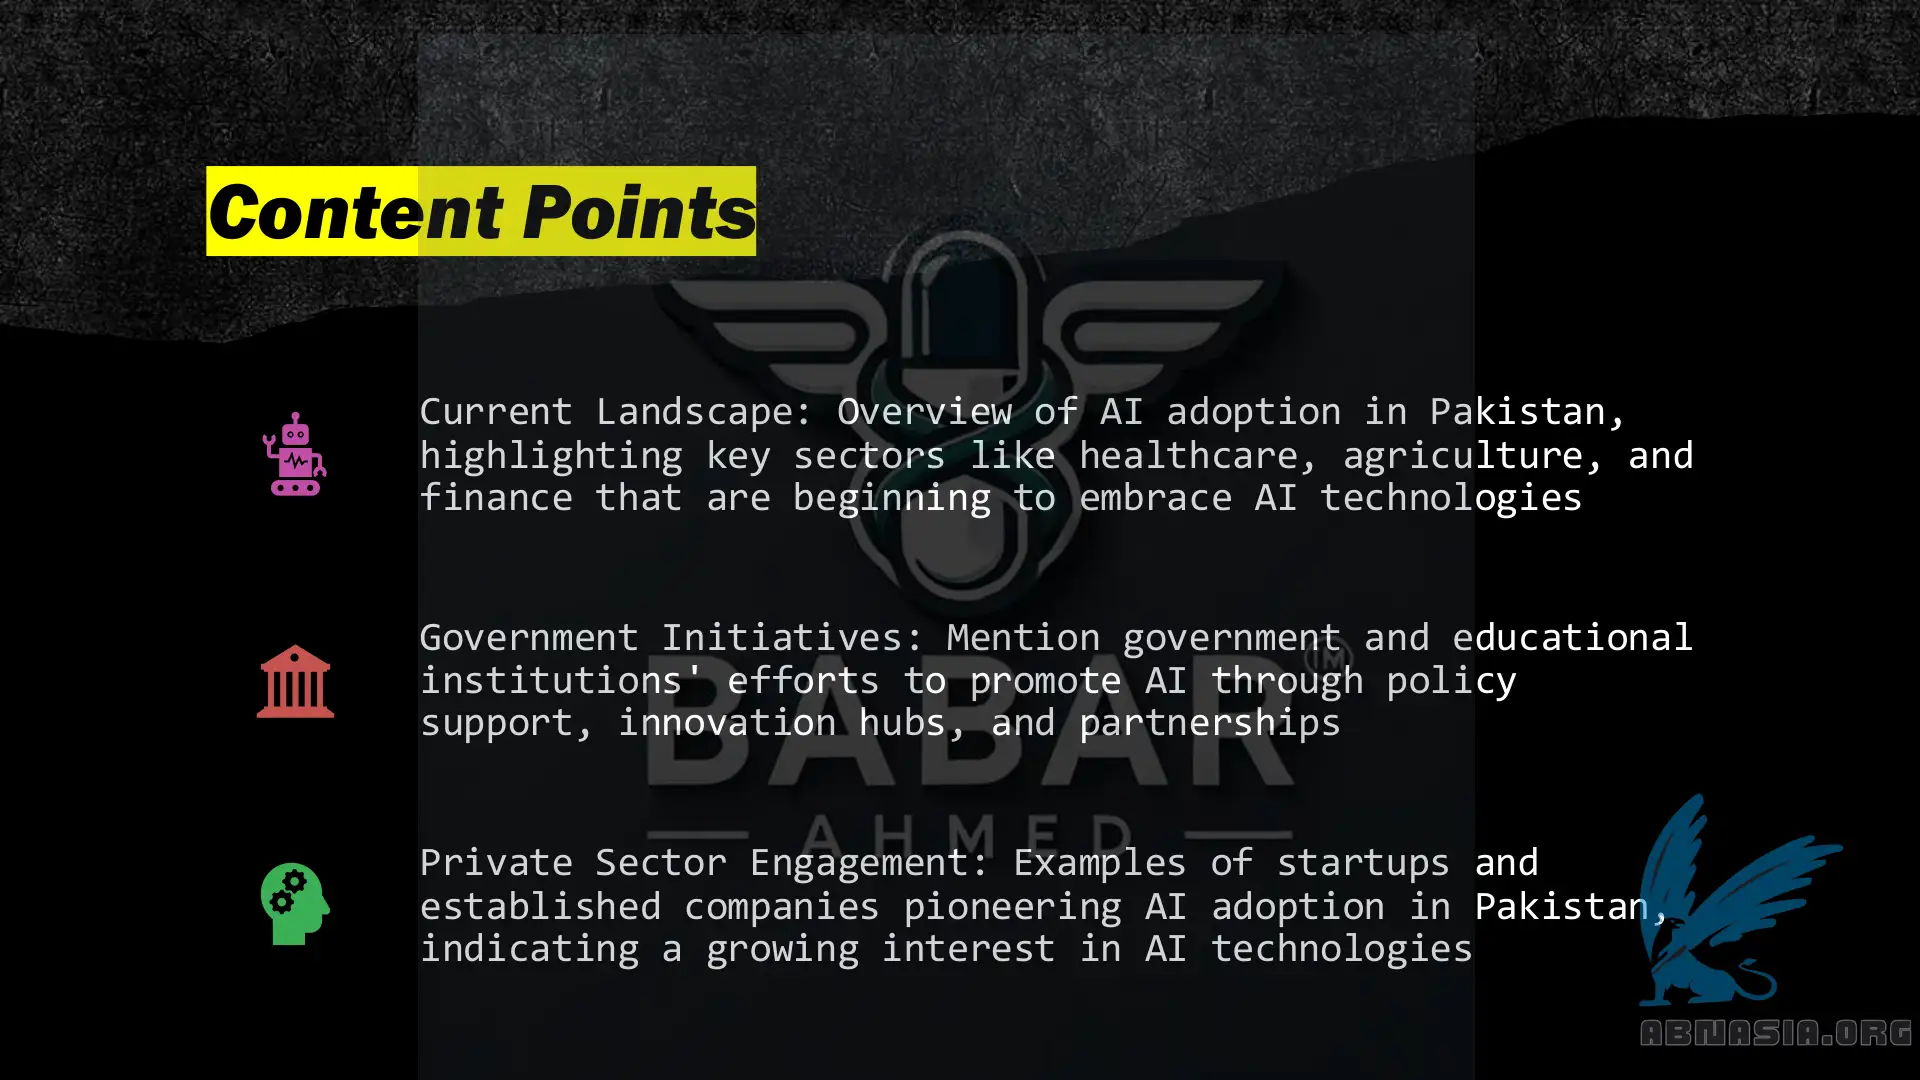 Content Points
Current Landscape: Overview of AI adoption in Pakistan,
highlighting key sectors like healthcare, agriculture, and
finance that are beginning to embrace AI technologies
Government Initiatives: Mention government and educational
institutions' efforts to promote AI through policy
support, innovation hubs, and partnerships
Private Sector Engagement: Examples of startups and
established companies pioneering AI adoption in Pakistan,
indicating a growing interest in AI technologies
BABAR
TM
AHMED
ABMASIA.ORG